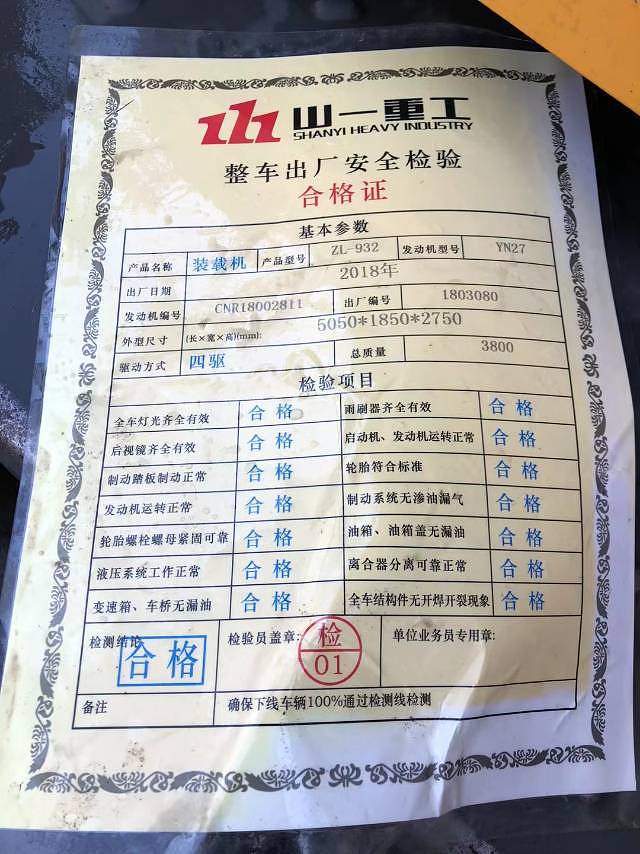 山一重工
SHANYI HEAVY INDUSTRY
整车出厂安全检验
合格证
基本参数
产品名称 装载机 产品型号 ZL-932 发动机型号 YN27
出厂日期 2018年
发动机编号 CNR18002811 出厂编号 1803080
外型尺寸 (长×宽×高)(mm): 5050*1850*2750
驱动方式 四驱 总质量 3800
检验项目
全车灯光齐全有效 合格 雨刷器齐全有效 合格
后视镜齐全有效 合格 启动机、发动机运转正常 合格
制动踏板制动正常 合格 轮胎符合标准 合格
发动机运转正常 合格 制动系统无渗油漏气 合格
轮胎螺栓螺母紧固可靠 合格 油箱、油箱盖无漏油 合格
液压系统工作正常 合格 离合器分离可靠正常 合格
变速箱、车桥无漏油 合格 全车结构件无开焊开裂现象 合格
检测结论 合格 检验员盖章: 检 01 单位业务员专用章:
备注 确保下线车辆100%通过检测线检测